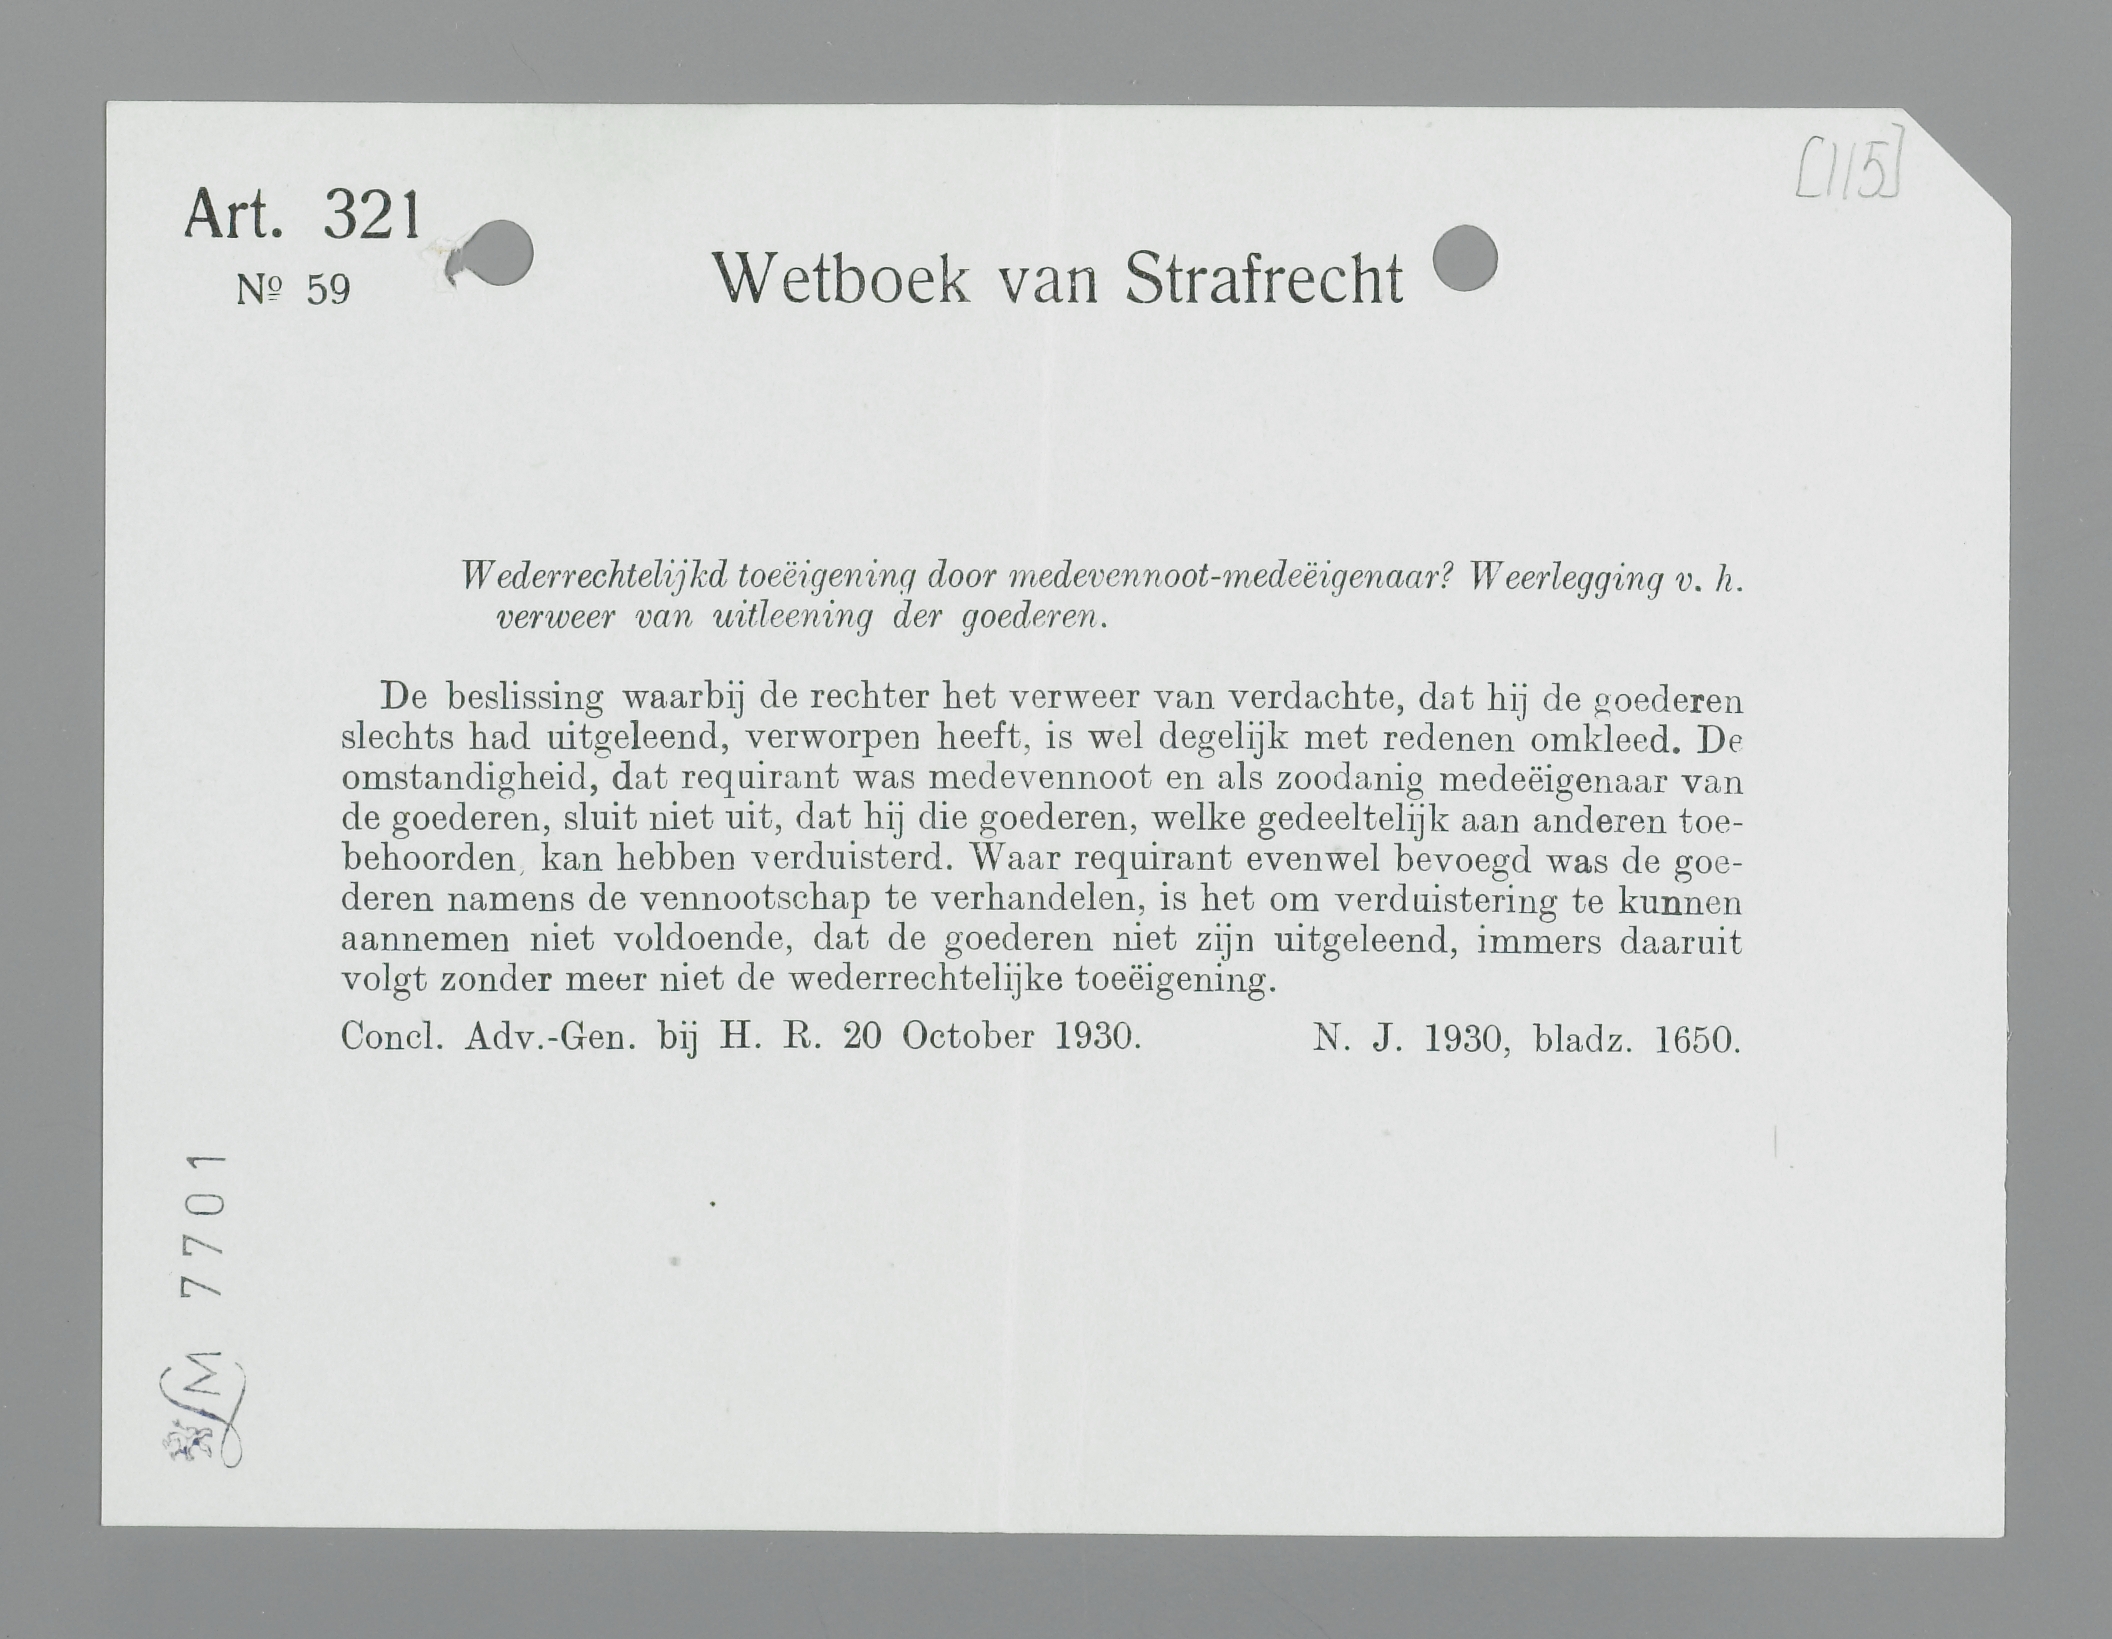 [115]
Art. 321
Nº 59
Wetboek van Strafrecht
Wederrechtelijkd toeëigening door medevennoot-medeëigenaar? Weerlegging v. h.
verweer van uitleening der goederen.
De beslissing waarbij de rechter het verweer van verdachte, dat hij de goederen
slechts had uitgeleend, verworpen heeft, is wel degelijk met redenen omkleed. De
omstandigheid, dat requirant was medevennoot en als zoodanig medeëigenaar van
de goederen, sluit niet uit, dat hij die goederen, welke gedeeltelijk aan anderen toe-
behoorden, kan hebben verduisterd. Waar requirant evenwel bevoegd was de goe-
deren namens de vennootschap te verhandelen, is het om verduistering te kunnen
aannemen niet voldoende, dat de goederen niet zijn uitgeleend, immers daaruit
volgt zonder meer niet de wederrechtelijke toeëigening.
Concl. Adv.-Gen. bij H. R. 20 October 1930. N. J. 1930, bladz. 1650.
M 7701